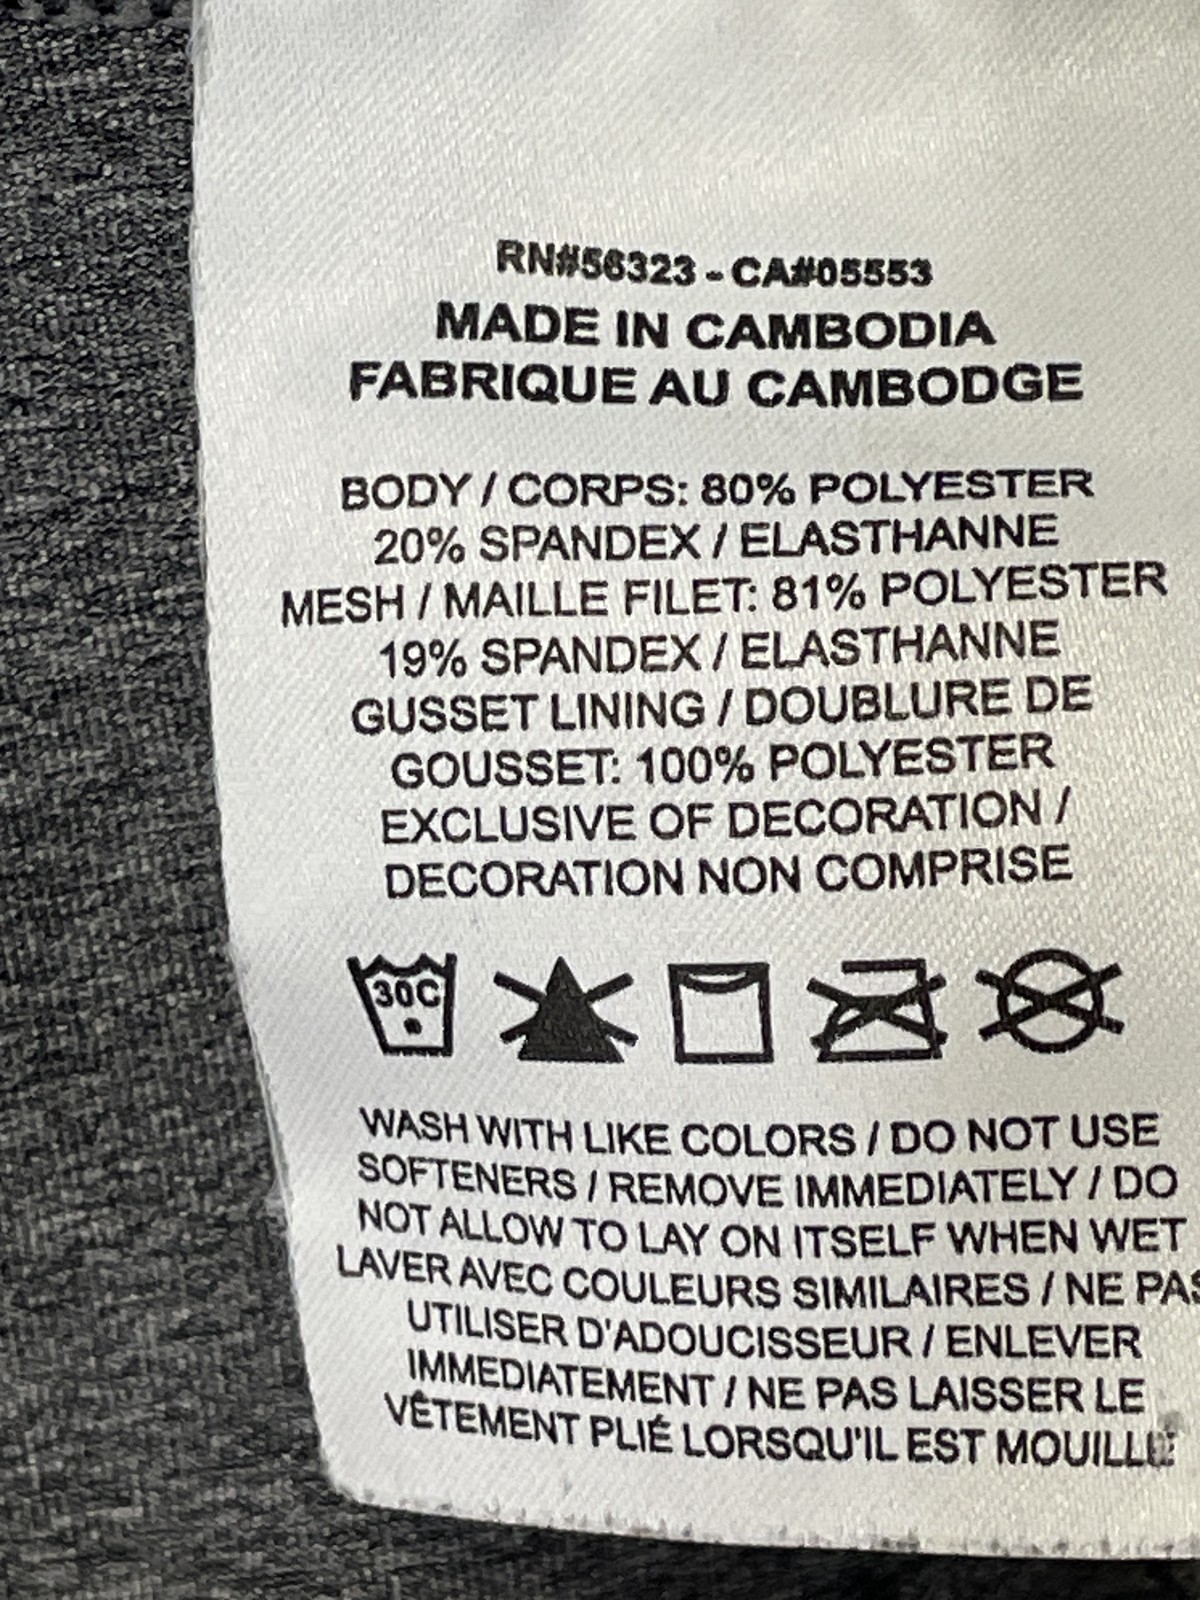 RN#56323 - CA#05553
MADE IN CAMBODIA
FABRIQUE AU CAMBODGE
BODY / CORPS: 80% POLYESTER
20% SPANDEX / ELASTHANNE
MESH / MAILLE FILET: 81% POLYESTER
19% SPANDEX / ELASTHANNE
GUSSET LINING / DOUBLURE DE
GOUSSET: 100% POLYESTER
EXCLUSIVE OF DECORATION /
DECORATION NON COMPRISE
30C
WASH WITH LIKE COLORS / DO NOT USE
SOFTENERS / REMOVE IMMEDIATELY / DO
NOT ALLOW TO LAY ON ITSELF WHEN WET
LAVER AVEC COULEURS SIMILAIRES / NE PAS
UTILISER D'ADOUCISSEUR / ENLEVER
IMMEDIATEMENT / NE PAS LAISSER LE
VÊTEMENT PLIÉ LORSQU'IL EST MOUILLÉ